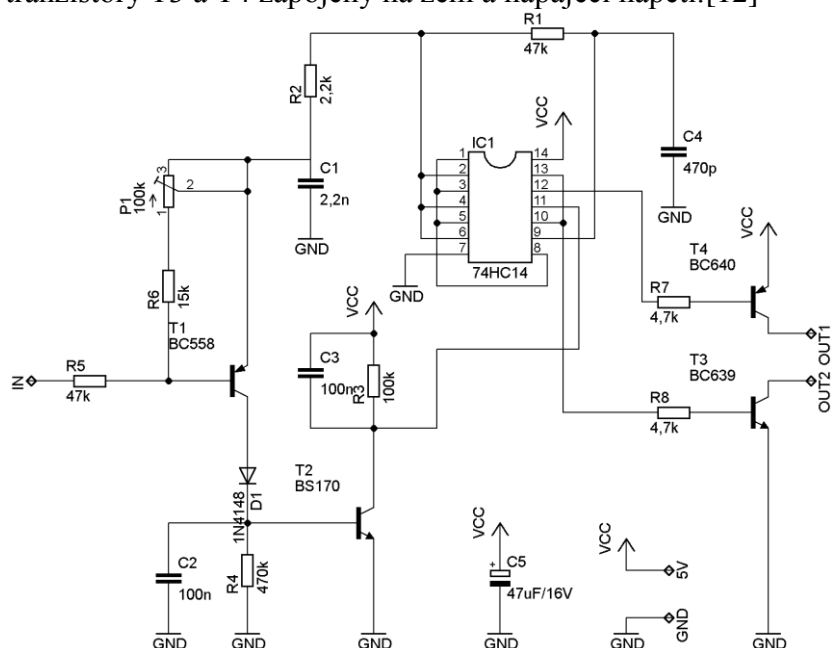 tranzistory T3 a T4 zapojeny na a napájecí napětí.[12]
R1
47k
R2
2,2k
VCC
IC1
C4
470p
GND
1
2
3
4
5
6
7
14
13
12
11
10
9
8
74HC14
GND
C1
2,2n
GND
P1
100k
3
2
1
R6
15k
T1
BC558
T4
BC640
VCC
R7
4,7k
OUT1
VCC
C3
100n
R3
100k
T3
BC639
OUT2
IN
R5
47k
R8
4,7k
T2
BS170
1N4148
D1
C2
100n
R4
470k
VCC
+
C5
47uF/16V
VCC
5V
GND
GND
GND
GND
GND
GND
GND